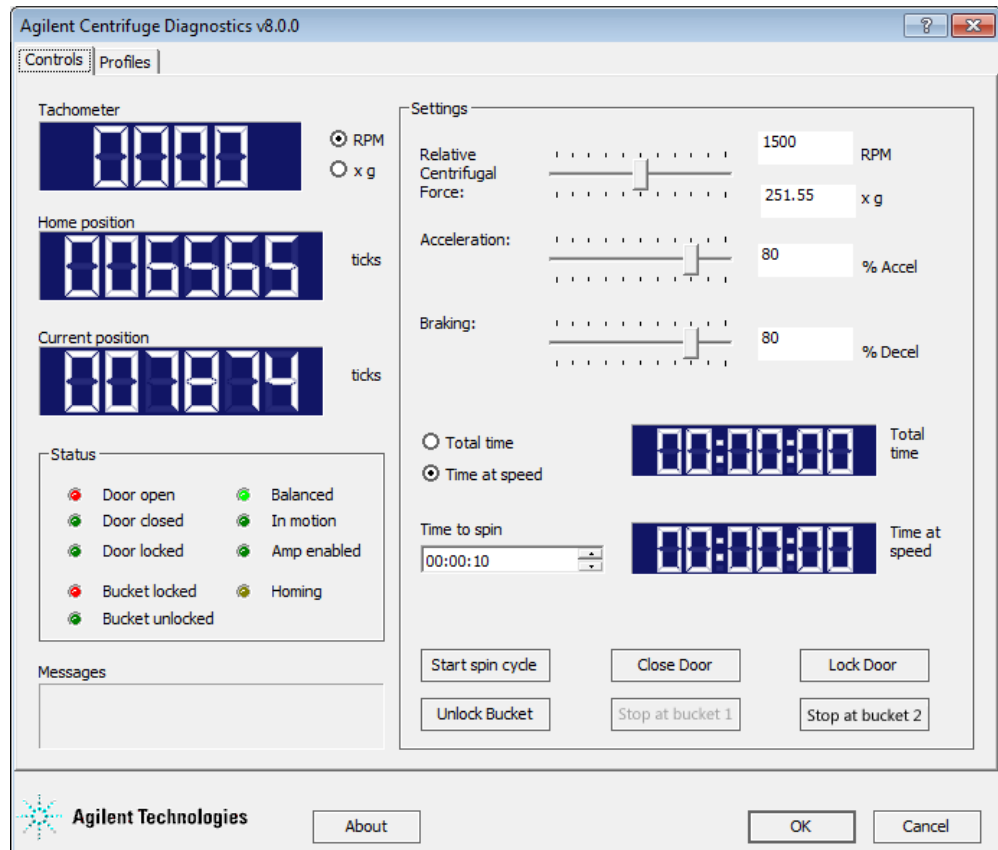 Agilent Centrifuge Diagnostics v8.0.0
Controls
Profiles
Tachometer
0000
RPM
x g
Home position
006565
ticks
Current position
001874
ticks
Status
Door open
Balanced
Door closed
In motion
Door locked
Amp enabled
Bucket locked
Homing
Bucket unlocked
Messages
Settings
Relative
Centrifugal
Force:
1500
RPM
251.55
x g
Acceleration:
80
% Accel
Braking:
80
% Decel
Total time
Time at speed
00:00:00
Total
time
Time to spin
00:00:10
00:00:00
Time at
speed
Start spin cycle
Close Door
Lock Door
Unlock Bucket
Stop at bucket 1
Stop at bucket 2
Agilent Technologies
About
OK
Cancel